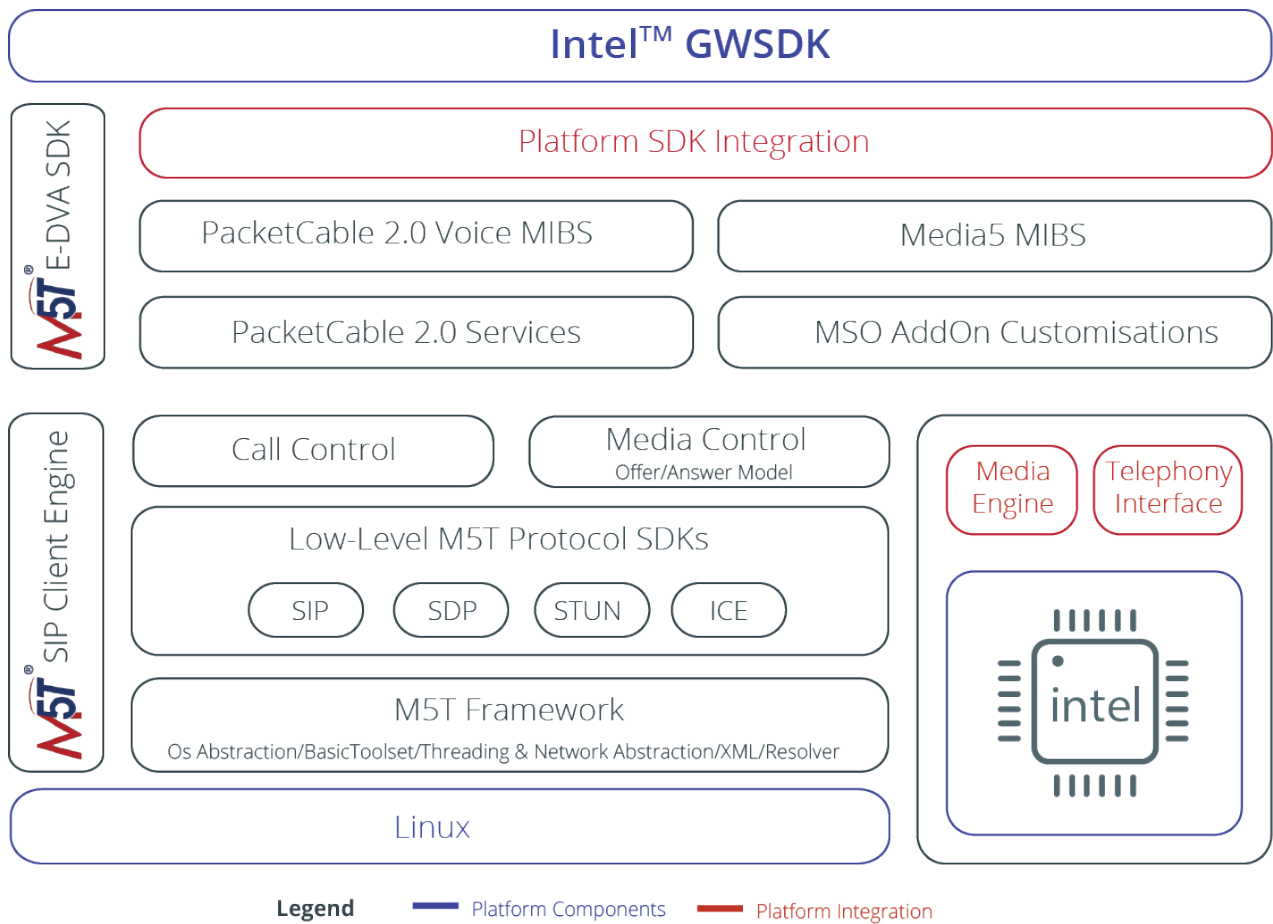 Intel™ GWSDK
M5T® E-DVA SDK
Platform SDK Integration
PacketCable 2.0 Voice MIBS
Media5 MIBS
PacketCable 2.0 Services
MSO AddOn Customisations
M5T® SIP Client Engine
Call Control
Media Control
Offer/Answer Model
Low-Level M5T Protocol SDKs
SIP
SDP
STUN
ICE
M5T Framework
Os Abstraction/BasicToolset/Threading & Network Abstraction/XML/Resolver
Linux
Media
Engine
Telephony
Interface
intel
Legend
Platform Components
Platform Integration